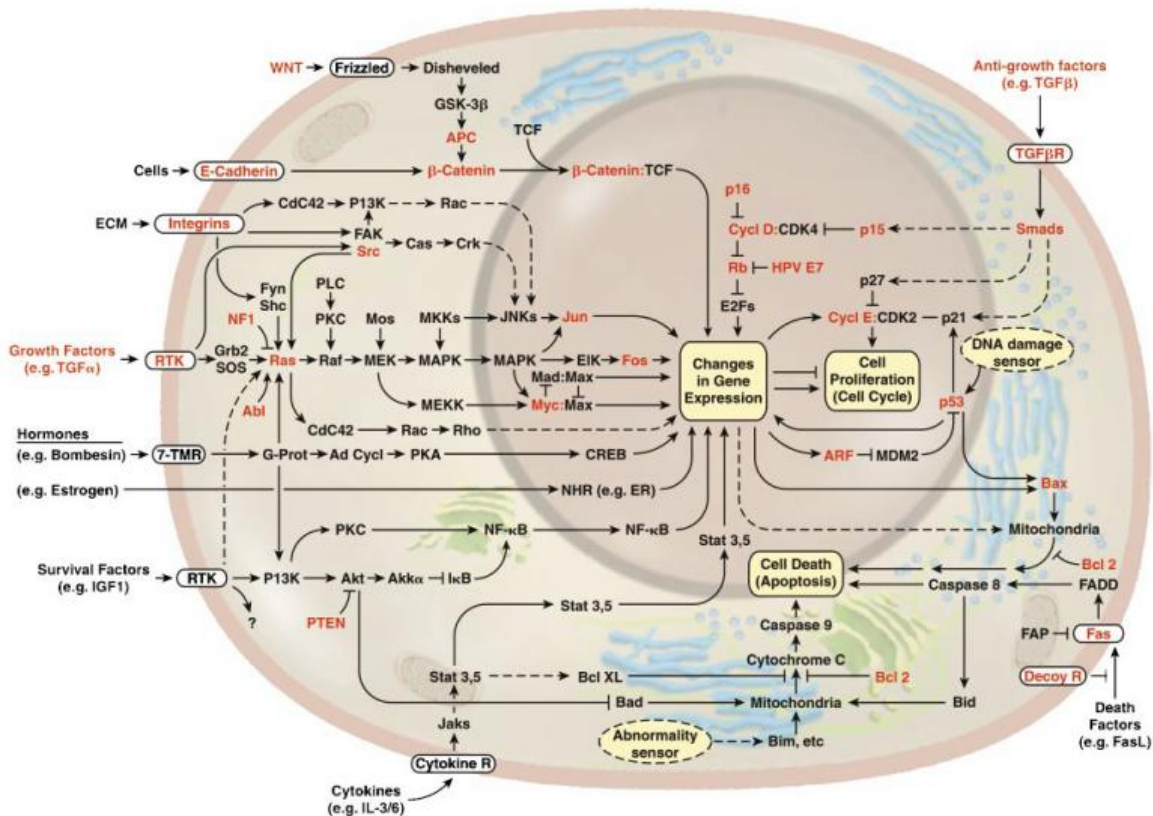 WNT
Frizzled
Disheveled
GSK-3β
APC
TCF
Cells
E-Cadherin
β-Catenin
β-Catenin:TCF
ECM
Integrins
CdC42
P13K
Rac
FAK
Src
Cas
Crk
Fyn
Shc
PLC
NF1
PKC
Mos
MKKs
JNKs
Jun
Growth Factors
(e.g. TGFα)
RTK
Grb2
SOS
Ras
Raf
MEK
MAPK
MAPK
ElK
Fos
Mad:Max
Abl
MEKK
Myc:Max
CdC42
Rac
Rho
Hormones
(e.g. Bombesin)
7-TMR
G-Prot
Ad Cycl
PKA
CREB
(e.g. Estrogen)
NHR (e.g. ER)
PKC
NF-κB
NF-κB
Survival Factors
(e.g. IGF1)
RTK
P13K
Akt
Akkα
IκB
?
PTEN
Stat 3,5
Stat 3,5
Stat 3,5
Bcl XL
Jaks
Cytokine R
Cytokines
(e.g. IL-3/6)
Changes
in Gene
Expression
Anti-growth factors
(e.g. TGFβ)
TGFβR
Smads
p16
Cycl D:CDK4
p15
Rb
HPV E7
E2Fs
p27
Cycl E:CDK2
p21
DNA damage
sensor
Cell
Proliferation
(Cell Cycle)
p53
ARF
MDM2
Bax
Mitochondria
Bcl 2
Cell Death
(Apoptosis)
Caspase 8
FADD
Caspase 9
FAP
Fas
Cytochrome C
Bcl 2
Decoy R
Bad
Mitochondria
Bid
Death
Factors
(e.g. FasL)
Abnormality
sensor
Bim, etc